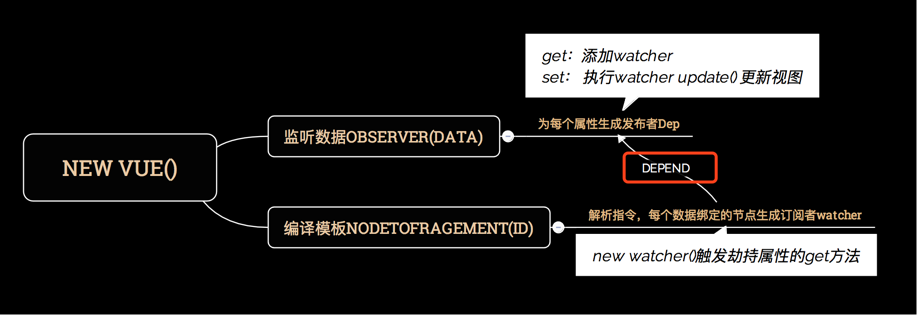 get：添加watcher
set： 执行watcher update()更新视图
为每个属性生成发布者Dep
监听数据OBSERVER(DATA)
NEW VUE()
DEPEND
编译模板NODETOFRAGEMENT(ID)
解析指令，每个数据绑定的节点生成订阅者watcher
new watcher()触发劫持属性的get方法